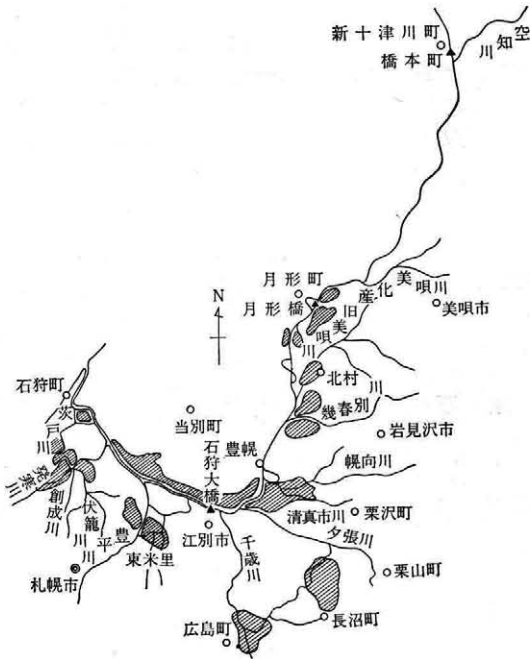 新十津川町
橋本町
空知川
月形町
月形橋
産化美唄川
美唄市
旧美唄川
N
北村
幾春別川
岩見沢市
石狩町
茨戸川
当別町
石狩大橋
豊幌
幌向川
発寒川
創成川
伏籠川
豊平川
東米里
江別市
清真布川
栗沢町
夕張川
千歳川
札幌市
栗山町
長沼町
広島町